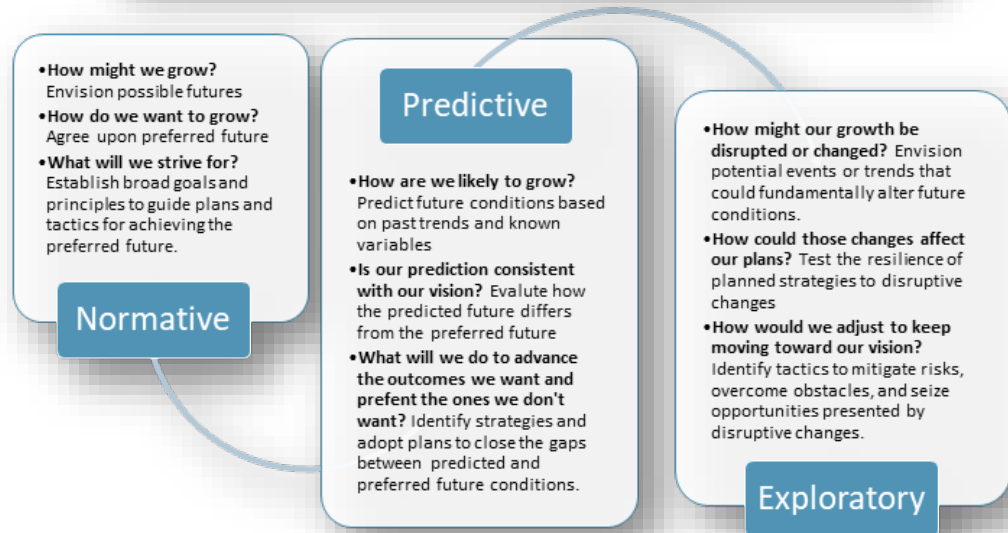 •How might we grow?
Envision possible futures
•How do we want to grow?
Agree upon preferred future
•What will we strive for?
Establish broad goals and
principles to guide plans and
tactics for achieving the
preferred future.
Normative
Predictive
•How are we likely to grow?
Predict future conditions based
on past trends and known
variables
•Is our prediction consistent
with our vision? Evalute how
the predicted future differs
from the preferred future
•What will we do to advance
the outcomes we want and
prefent the ones we don't
want? Identify strategies and
adopt plans to close the gaps
between predicted and
preferred future conditions.
•How might our growth be
disrupted or changed? Envision
potential events or trends that
could fundamentally alter future
conditions.
•How could those changes affect
our plans? Test the resilience of
planned strategies to disruptive
changes
•How would we adjust to keep
moving toward our vision?
Identify tactics to mitigate risks,
overcome obstacles, and seize
opportunities presented by
disruptive changes.
Exploratory